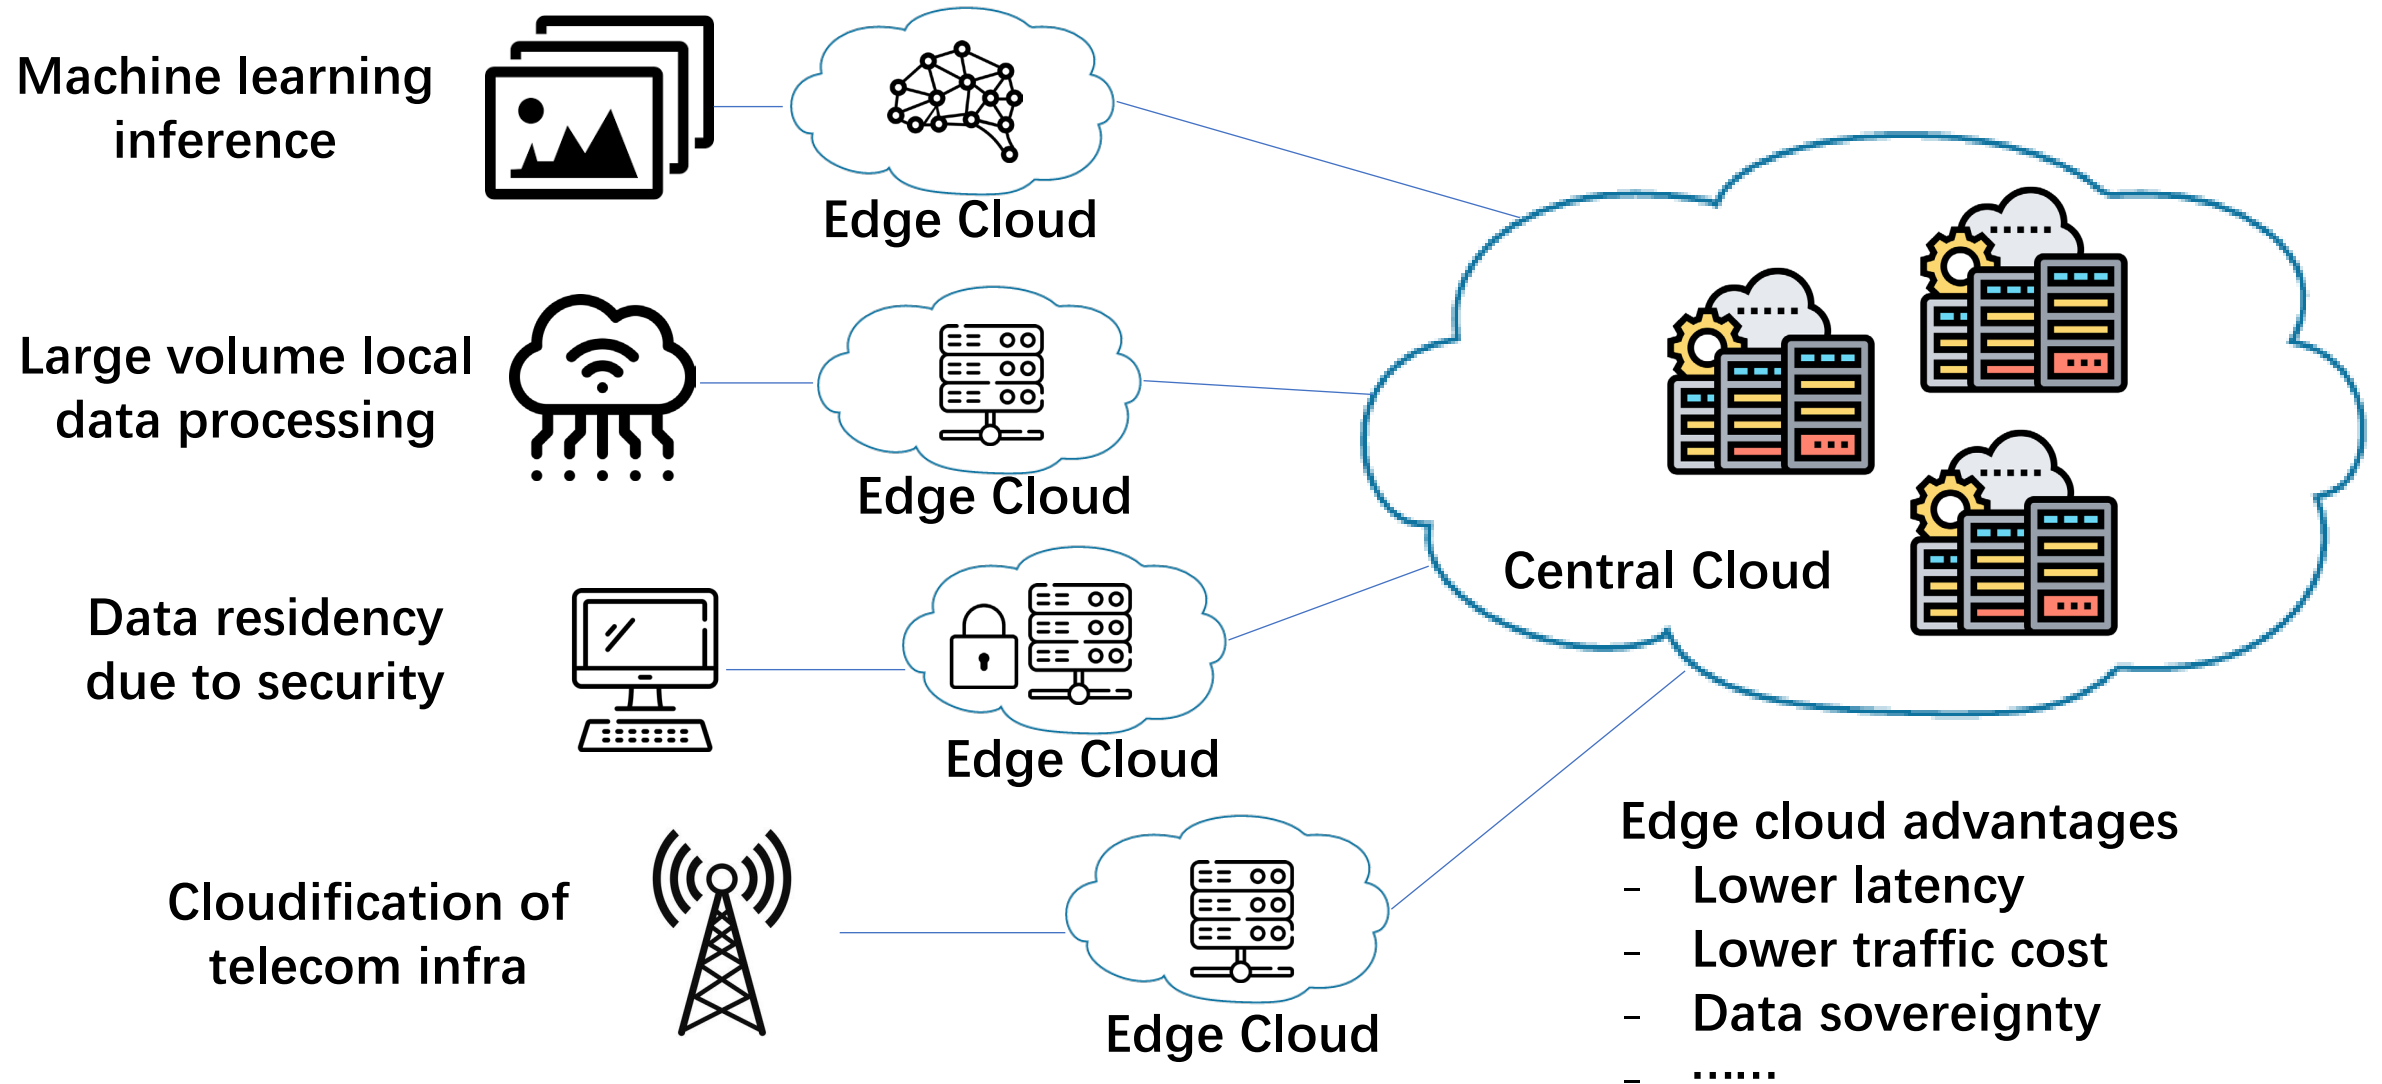 Machine learning
inference
Edge Cloud
Large volume local
data processing
Edge Cloud
Central Cloud
Data residency
due to security
Edge Cloud
Cloudification of
telecom infra
Edge Cloud
Edge cloud advantages
- Lower latency
- Lower traffic cost
- Data sovereignty
- ......